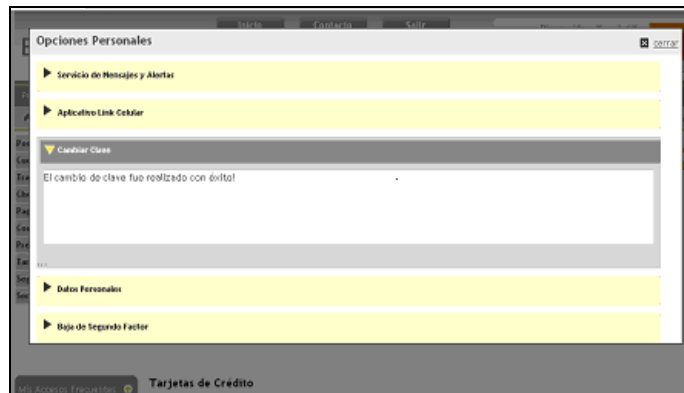 Inicio Contacto Salir
Opciones Personales
cerrar
Servicio de Mensajes y Alertas
Aplicativo Link Celular
Cambiar Clave
El cambio de clave fue realizado con éxito!
...
Datos Personales
Baja de Segundo Factor
Mis Accesos Frecuentes
Tarjetas de Crédito